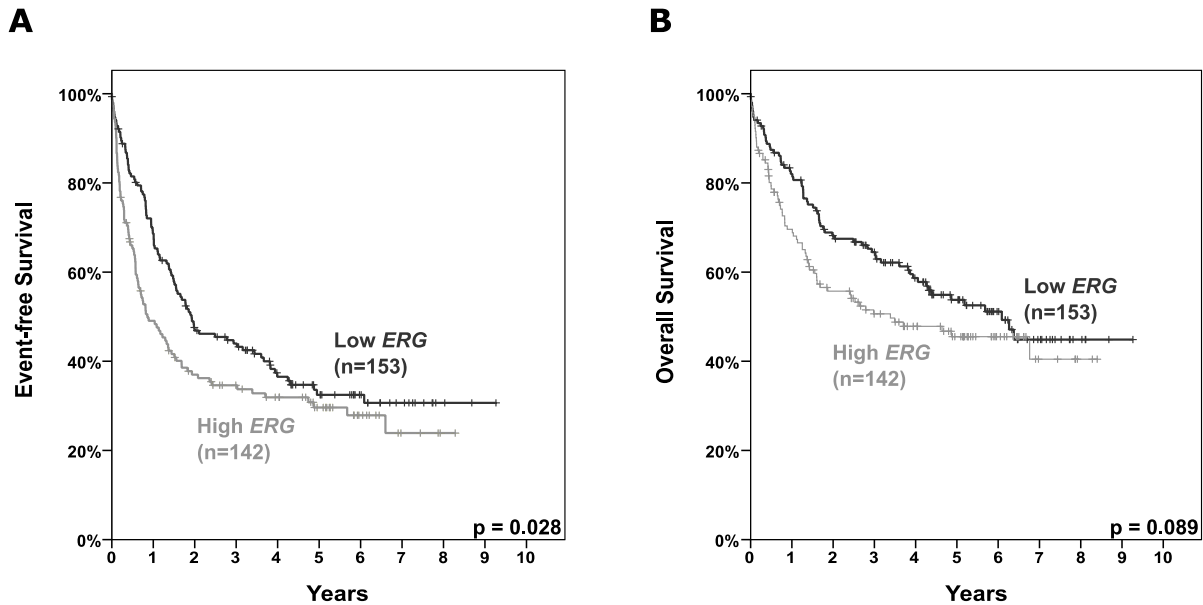 A
Event-free Survival
100%
80%
60%
40%
20%
0%
Low ERG
(n=153)
High ERG
(n=142)
p = 0.028
0 1 2 3 4 5 6 7 8 9 10
Years
B
Overall Survival
100%
80%
60%
40%
20%
0%
Low ERG
(n=153)
High ERG
(n=142)
p = 0.089
0 1 2 3 4 5 6 7 8 9 10
Years